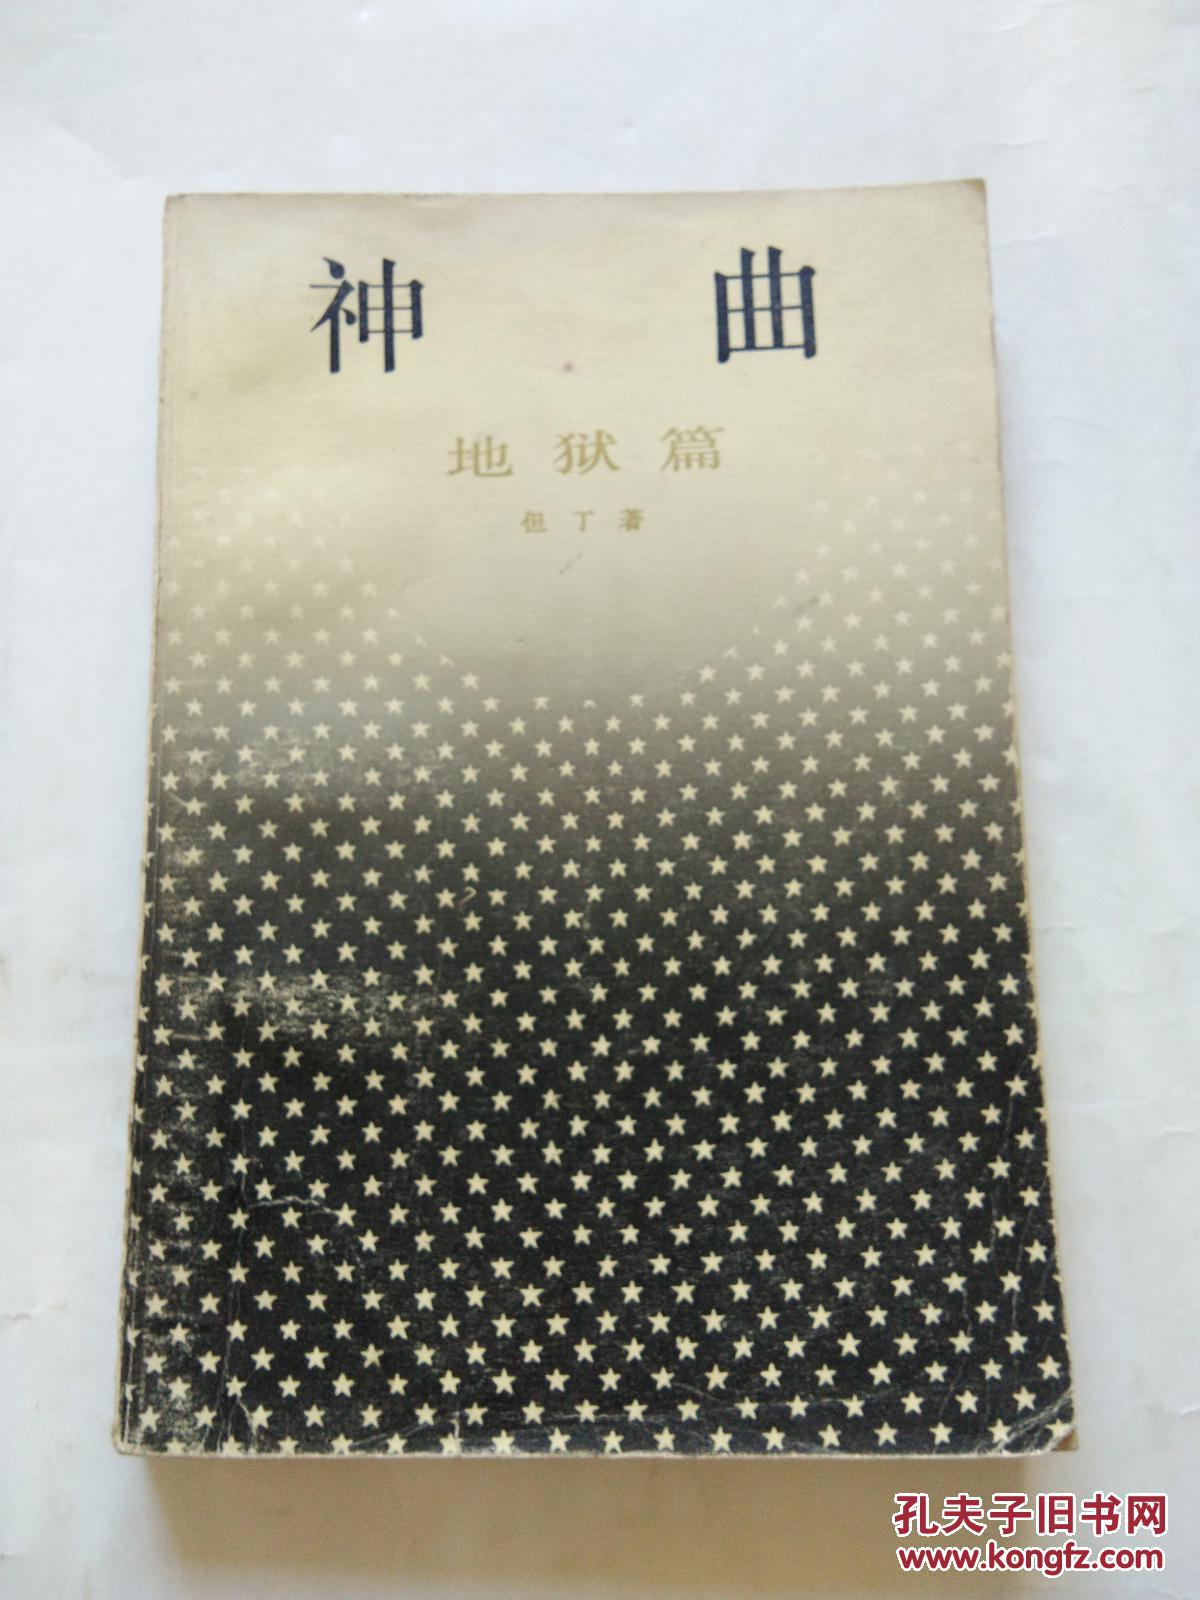 神 曲
地狱篇
但丁著
孔夫子旧书网
www.kongfz.com